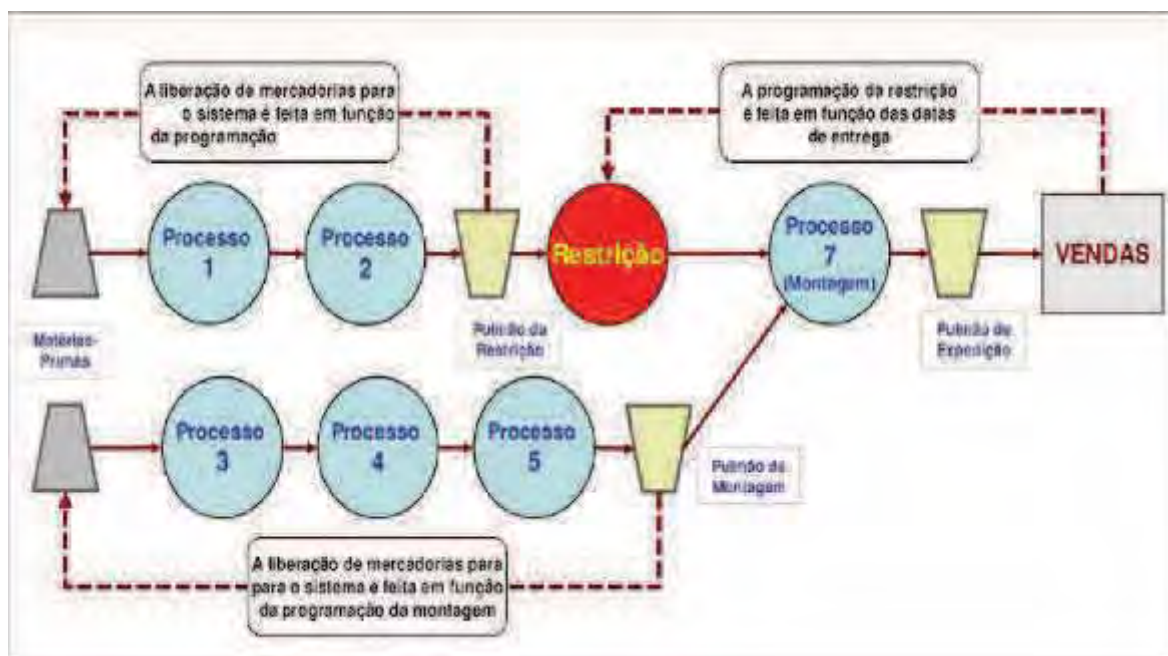 A liberação de mercadorias para
o sistema é feita em função
da programação
A programação da restrição
é feita em função das datas
de entrega
Processo
1
Processo
2
Restrição
Processo
7
(Montagem)
VENDAS
Matérias-
Primas
Pulmão da
Restrição
Pulmão de
Expedição
Processo
3
Processo
4
Processo
5
Pulmão de
Montagem
A liberação de mercadorias para
para o sistema é feita em função
da programação da montagem